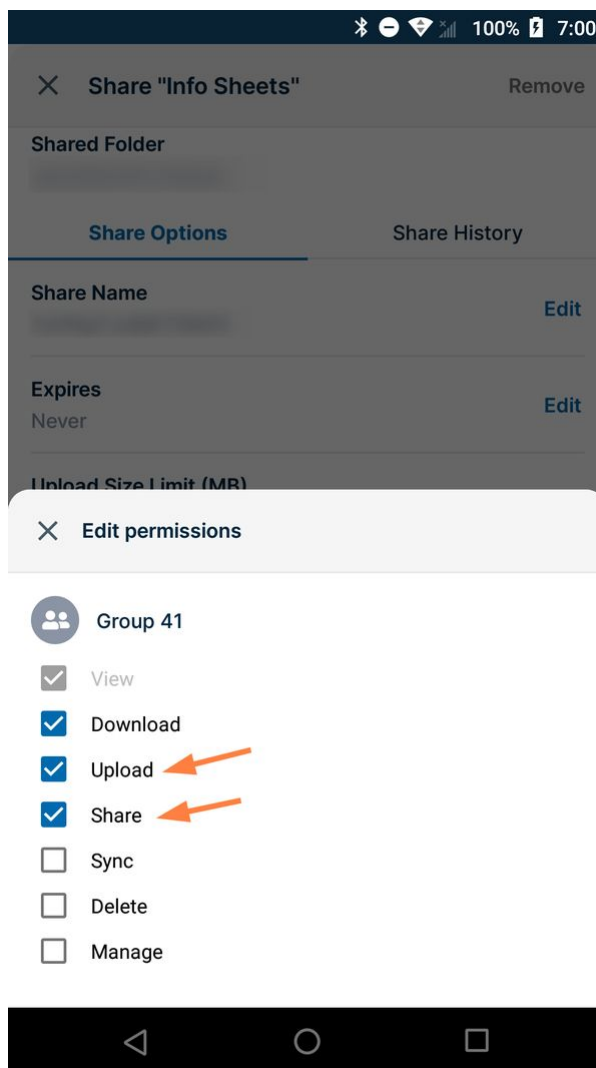 100% 7:00
Share "Info Sheets" Remove
Shared Folder
Share Options Share History
Share Name
Edit
Expires
Never
Edit
Upload Size Limit (MB)
Edit permissions
Group 41
View
Download
Upload
Share
Sync
Delete
Manage